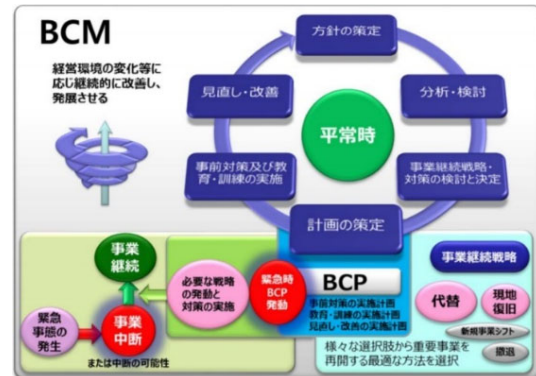 BCM
経営環境の変化等に
応じ継続的に改善し、
発展させる
方針の策定
分析・検討
事業継続戦略・
対策の検討と決定
計画の策定
事前対策及び教
育・訓練の実施
見直し・改善
平常時
事業
継続
緊急
事態の
発生
事業
中断
または中断の可能性
必要な戦略
の発動と
対策の実施
緊急時
BCP
発動
BCP
事前対策の実施計画
教育・訓練の実施計画
見直し・改善の実施計画
事業継続戦略
代替
現地
復旧
新規事業シフト
撤退
様々な選択肢から重要事業を
再開する最適な方法を選択